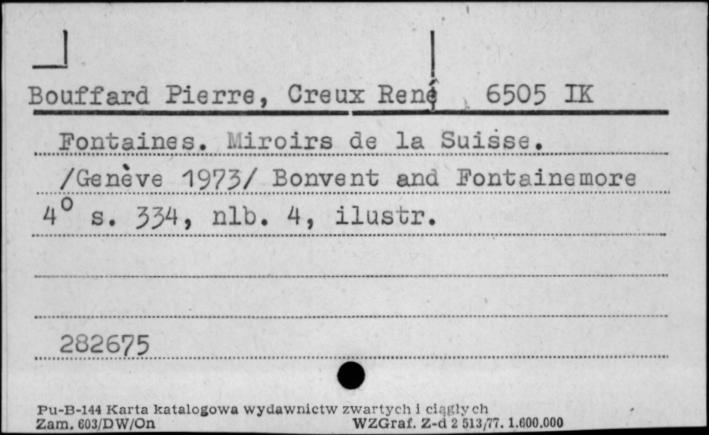 Bouffard Pierre, Creux René, 6505 IK
Fontaines. Miroirs de la Suisse.
/Genève 1973/ Bonvent and Fontainemore
4° s. 334, nlb. 4, ilustr.
282675
Pu-B-144 Karta katalogowa wydawnictw zwartych i ciągłych
Zam. 603/DW/On WZGraf. Z-d 2 513/77. 1.600.000